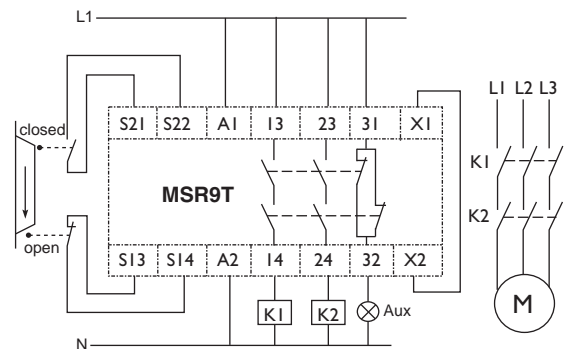 L1
closed
S21 S22 A1 13 23 31 X1
MSR9T
open
S13 S14 A2 14 24 32 X2
K1 K2 Aux
N
L1 L2 L3
K1
K2
M